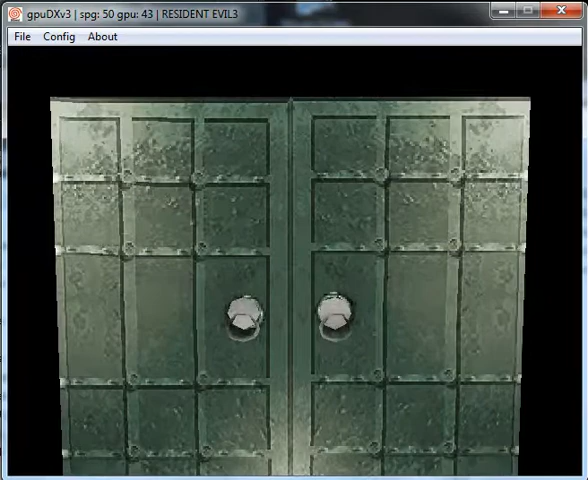 gpuDXv3 | spg: 50 gpu: 43 | RESIDENT EVIL3
File Config About